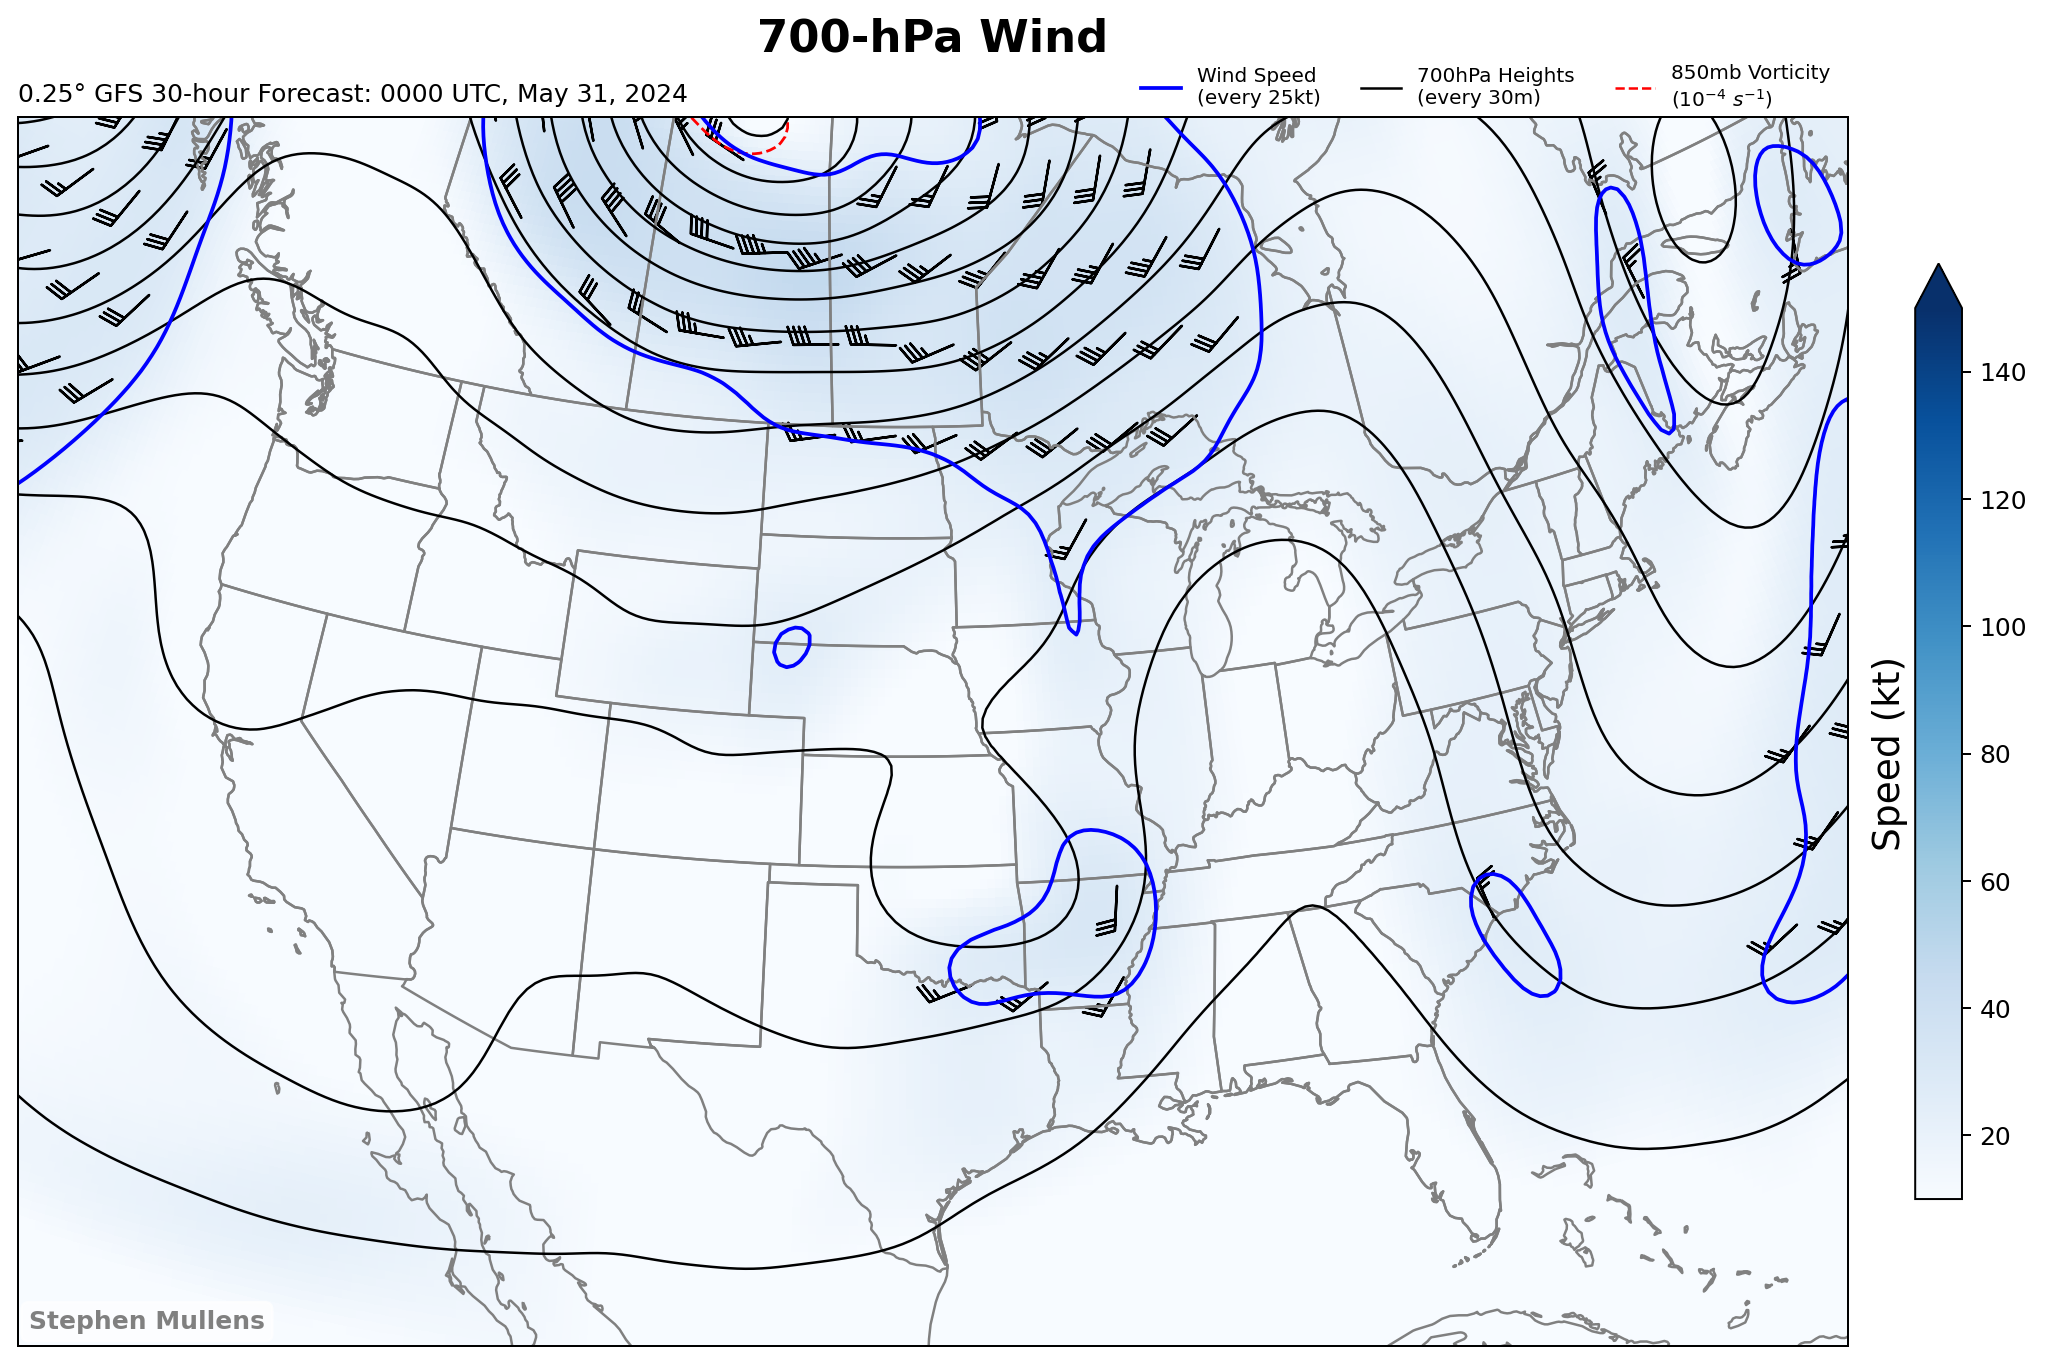 700-hPa Wind
0.25° GFS 30-hour Forecast: 0000 UTC, May 31, 2024
Wind Speed
(every 25kt)
700hPa Heights
(every 30m)
850mb Vorticity
(10⁻⁴ s⁻¹)
140
120
100
80
60
40
20
Speed (kt)
Stephen Mullens